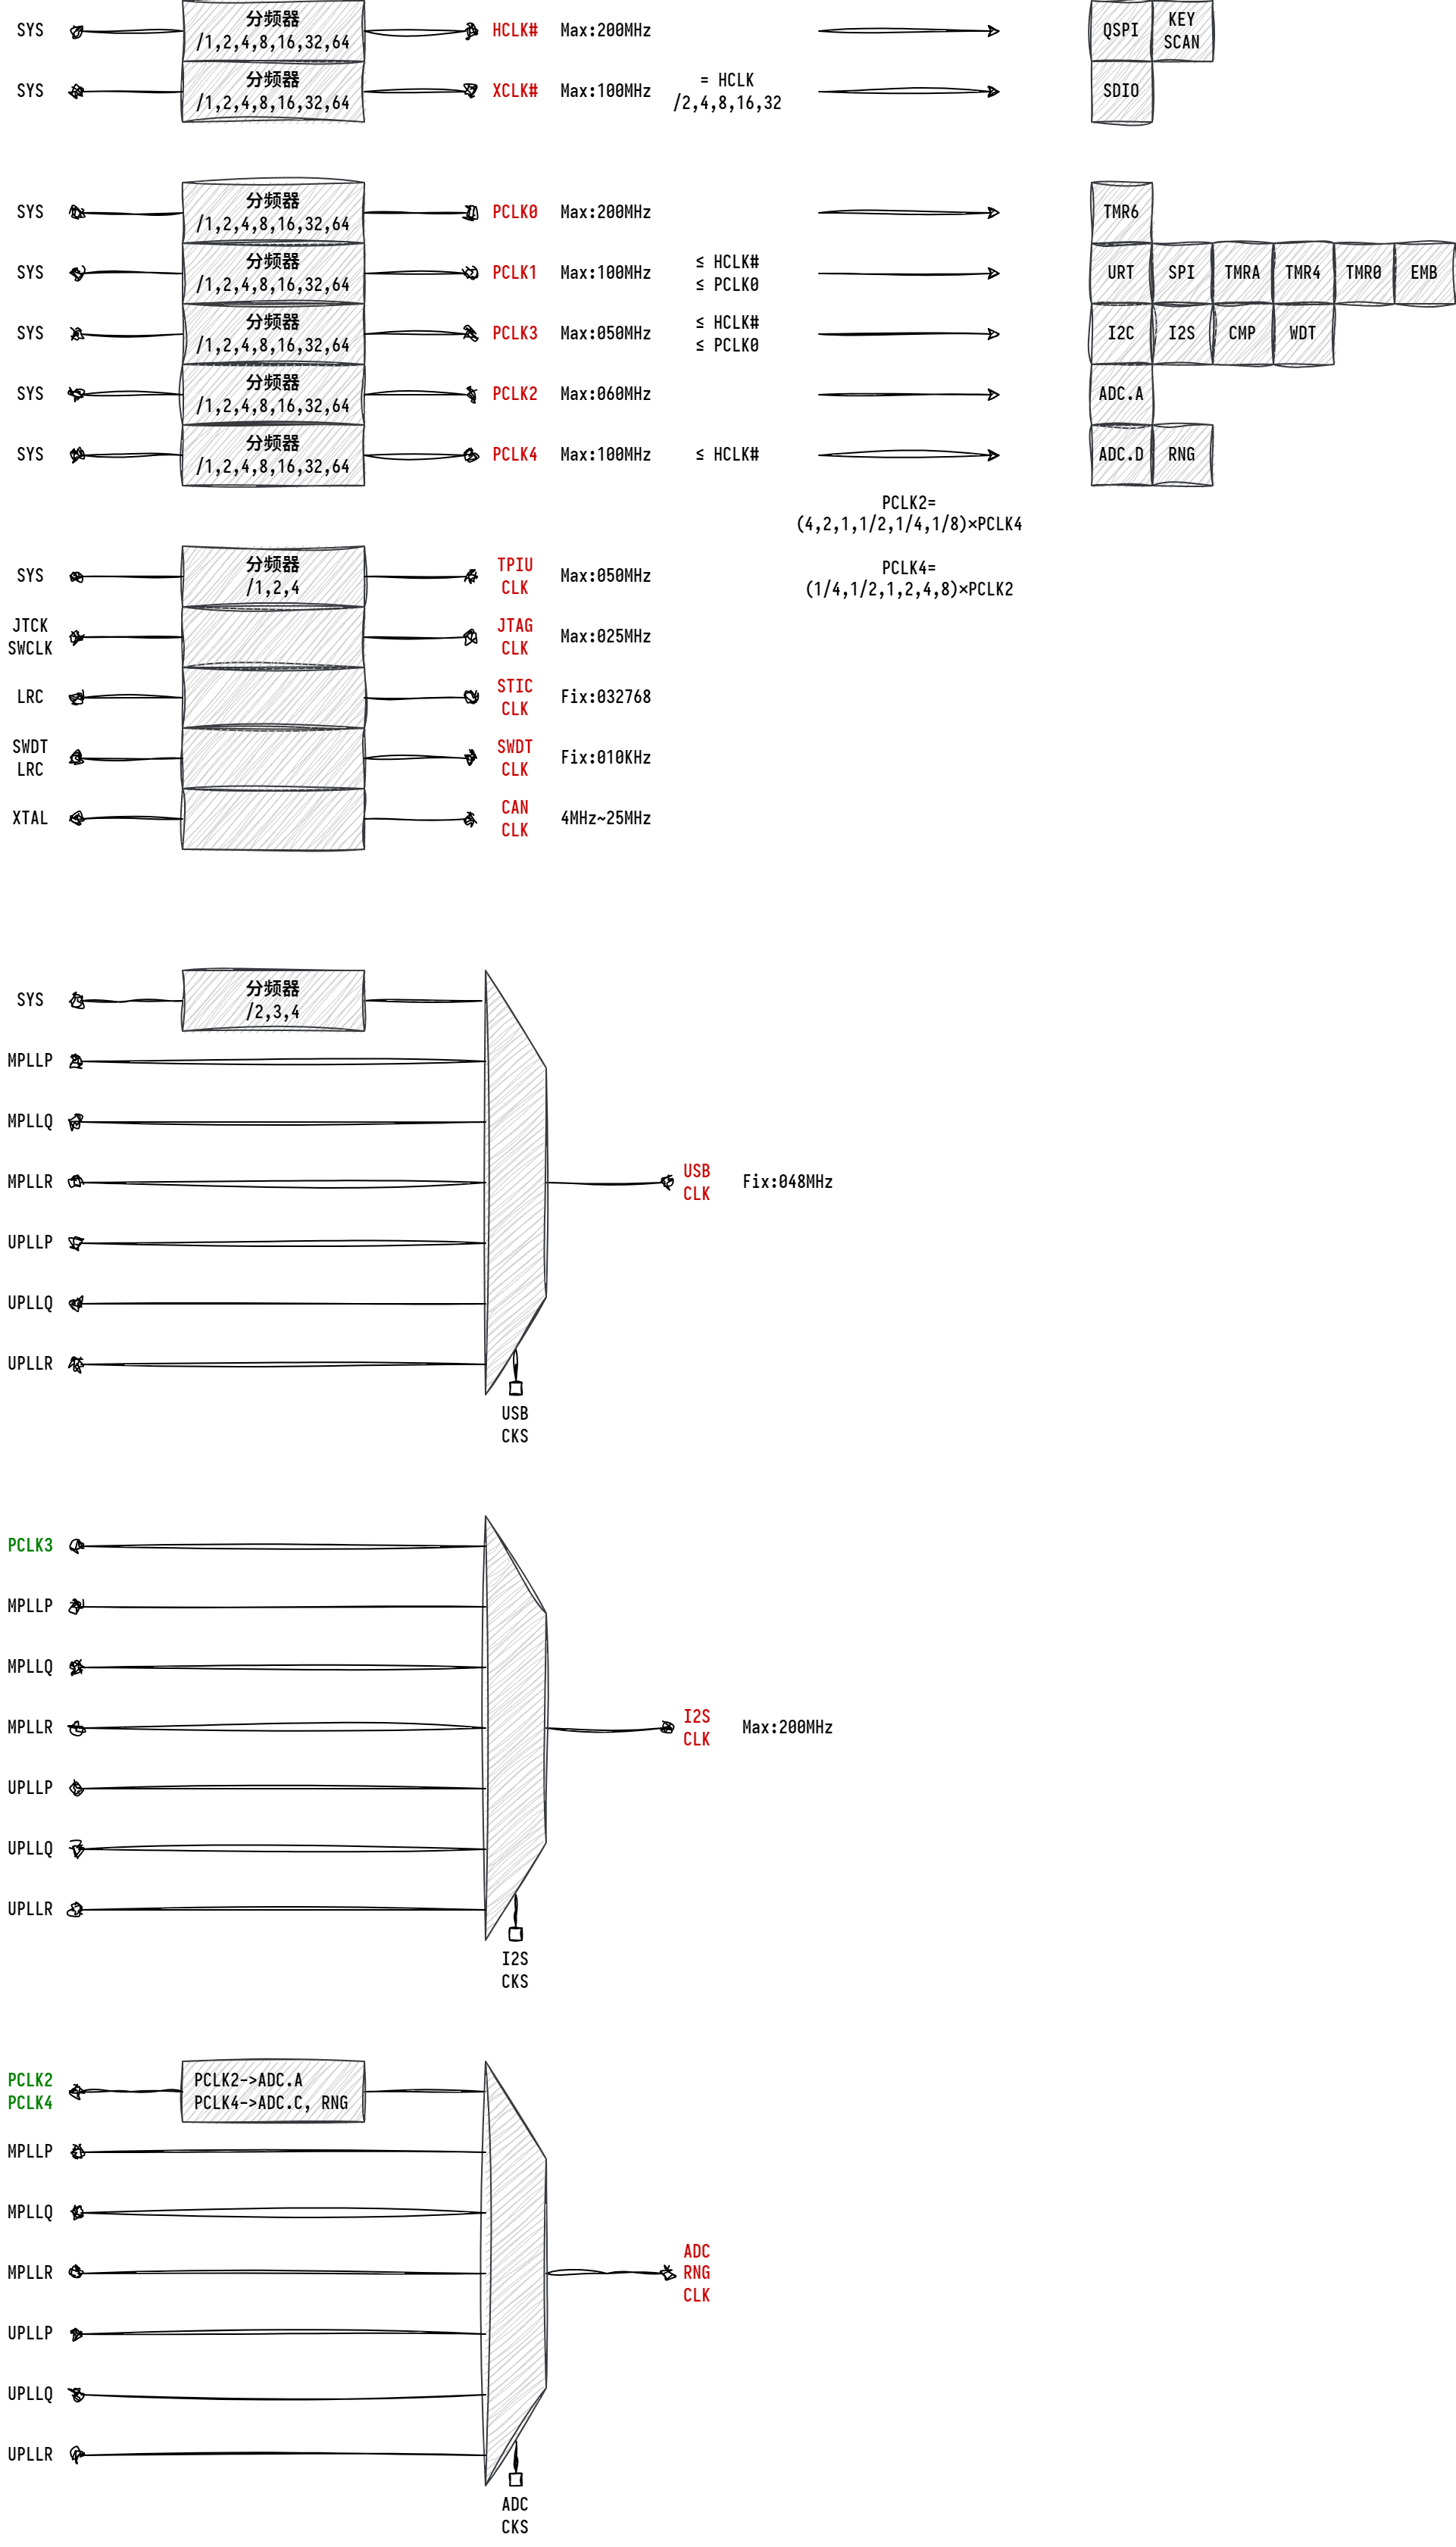 SYS
分频器
/1,2,4,8,16,32,64
HCLK#
Max:200MHz
QSPI
KEY
SCAN
SYS
分频器
/1,2,4,8,16,32,64
XCLK#
Max:100MHz
= HCLK
/2,4,8,16,32
SDIO
SYS
分频器
/1,2,4,8,16,32,64
PCLK0
Max:200MHz
TMR6
SYS
分频器
/1,2,4,8,16,32,64
PCLK1
Max:100MHz
≤ HCLK#
≤ PCLK0
URT
SPI
TMRA
TMR4
TMR0
EMB
SYS
分频器
/1,2,4,8,16,32,64
PCLK3
Max:050MHz
≤ HCLK#
≤ PCLK0
I2C
I2S
CMP
WDT
SYS
分频器
/1,2,4,8,16,32,64
PCLK2
Max:060MHz
ADC.A
SYS
分频器
/1,2,4,8,16,32,64
PCLK4
Max:100MHz
≤ HCLK#
ADC.D
RNG
PCLK2=
(4,2,1,1/2,1/4,1/8)×PCLK4
PCLK4=
(1/4,1/2,1,2,4,8)×PCLK2
SYS
分频器
/1,2,4
TPIU
CLK
Max:050MHz
JTCK
SWCLK
JTAG
CLK
Max:025MHz
LRC
STIC
CLK
Fix:032768
SWDT
LRC
SWDT
CLK
Fix:010KHz
XTAL
CAN
CLK
4MHz~25MHz
SYS
分频器
/2,3,4
MPLLP
MPLLQ
MPLLR
USB
CLK
Fix:048MHz
UPLLP
UPLLQ
UPLLR
USB
CKS
PCLK3
MPLLP
MPLLQ
MPLLR
I2S
CLK
Max:200MHz
UPLLP
UPLLQ
UPLLR
I2S
CKS
PCLK2
PCLK4
PCLK2->ADC.A
PCLK4->ADC.C, RNG
MPLLP
MPLLQ
MPLLR
ADC
RNG
CLK
UPLLP
UPLLQ
UPLLR
ADC
CKS